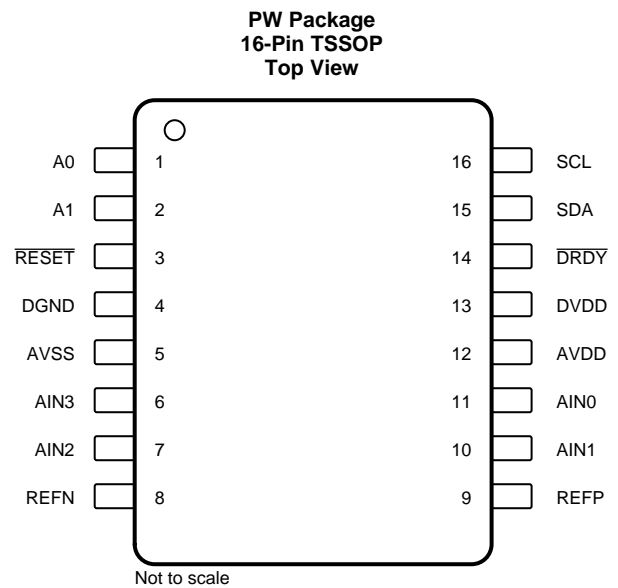 PW Package
16-Pin TSSOP
Top View
A0 1 16 SCL
A1 2 15 SDA
RESET 3 14 DRDY
DGND 4 13 DVDD
AVSS 5 12 AVDD
AIN3 6 11 AIN0
AIN2 7 10 AIN1
REFN 8 9 REFP
Not to scale